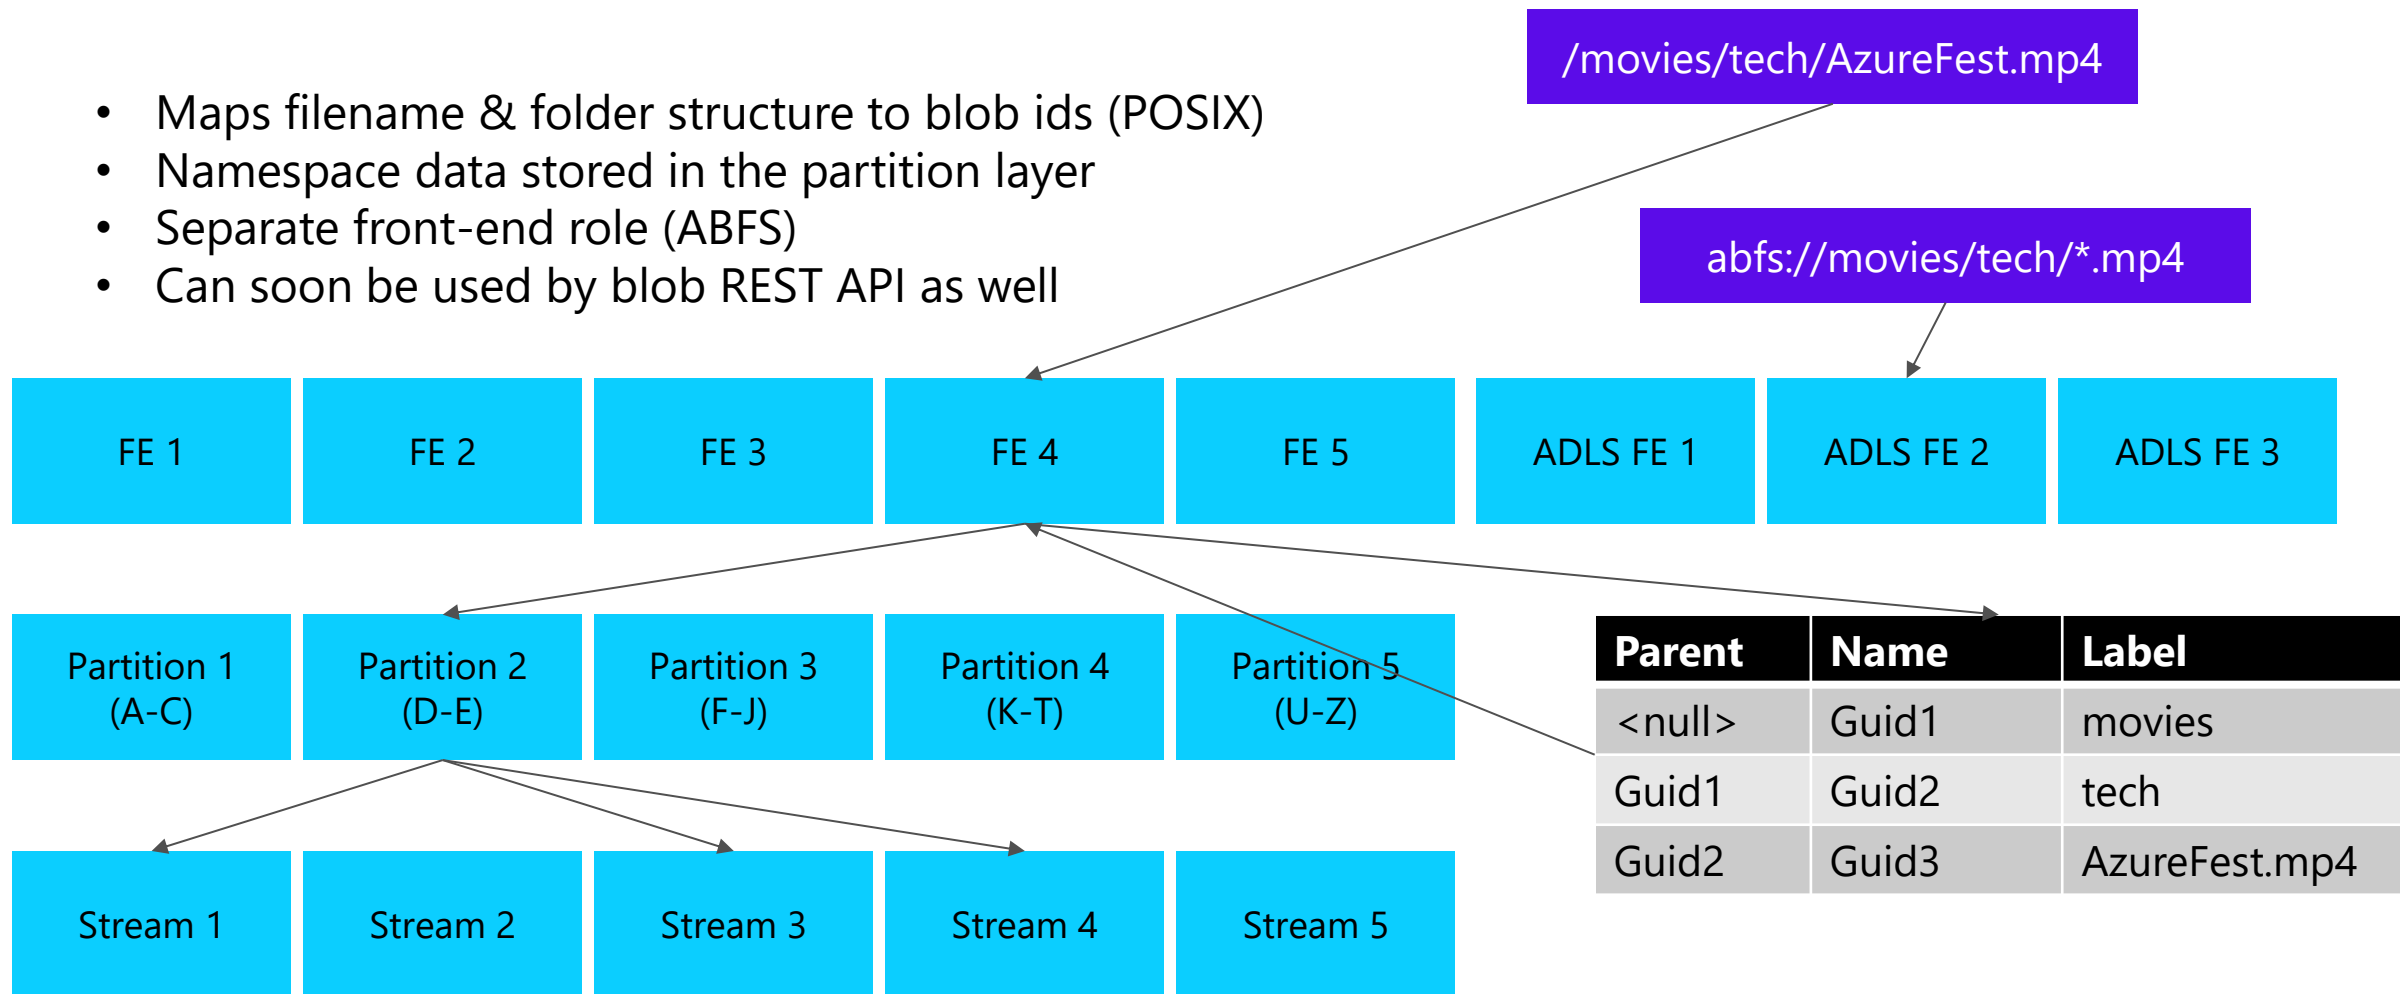 /movies/tech/AzureFest.mp4
• Maps filename & folder structure to blob ids (POSIX)
• Namespace data stored in the partition layer
• Separate front-end role (ABFS)
• Can soon be used by blob REST API as well
abfs://movies/tech/*.mp4
FE 1
FE 2
FE 3
FE 4
FE 5
ADLS FE 1
ADLS FE 2
ADLS FE 3
Partition 1
(A-C)
Partition 2
(D-E)
Partition 3
(F-J)
Partition 4
(K-T)
Partition 5
(U-Z)
Parent Name Label
<null> Guid1 movies
Guid1 Guid2 tech
Guid2 Guid3 AzureFest.mp4
Stream 1
Stream 2
Stream 3
Stream 4
Stream 5